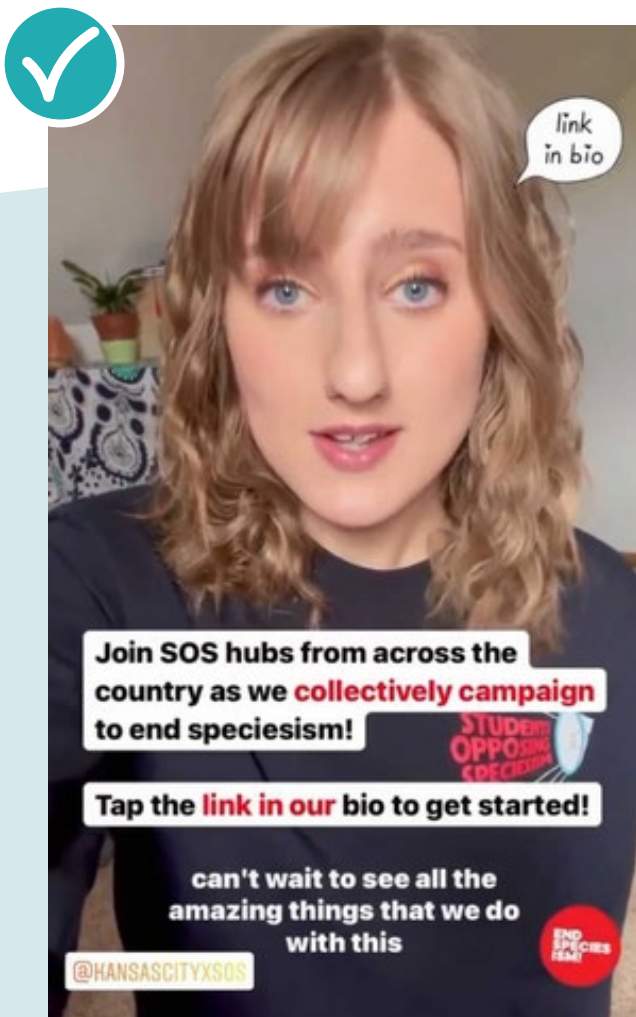 link
in bio
Join SOS hubs from across the
country as we collectively campaign
to end speciesism!
STUDENTS
OPPOSING
SPECIESISM
Tap the link in our bio to get started!
can't wait to see all the
amazing things that we do
with this
@KANSASCITYXSOS
END
SPECIES
ISM!